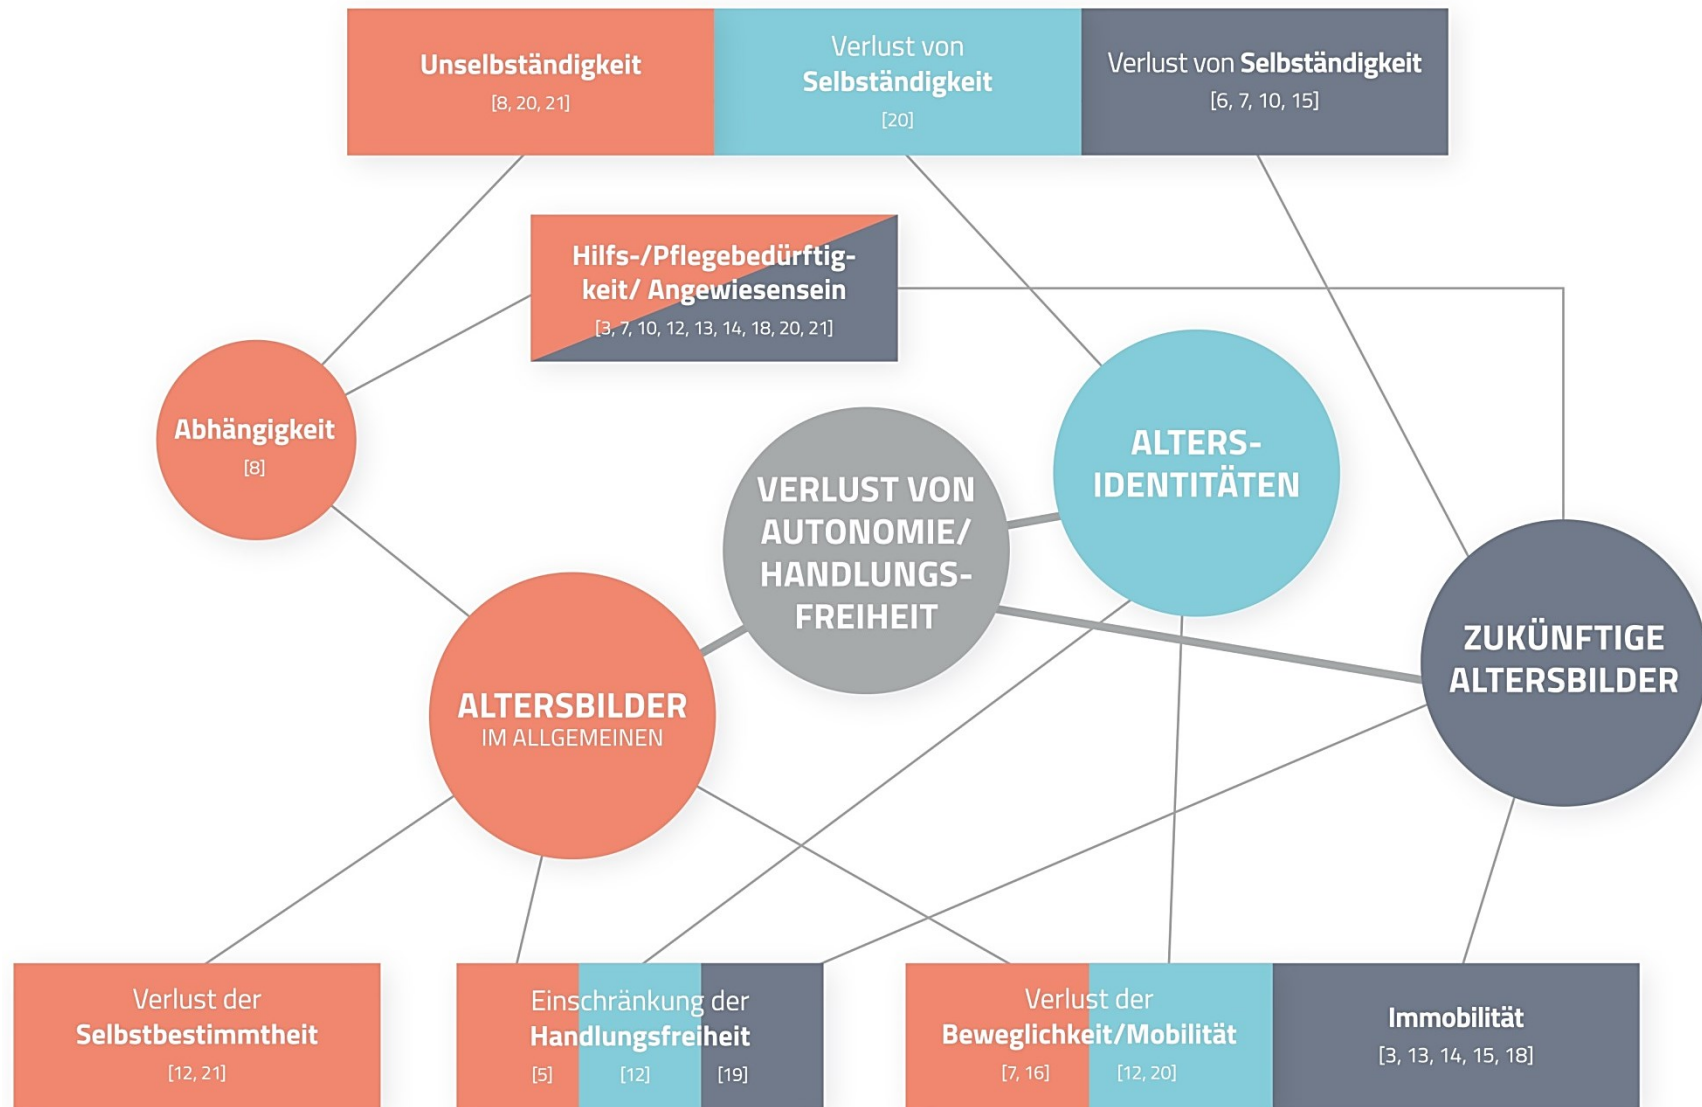 Unselbständigkeit
[8, 20, 21]
Verlust von
Selbständigkeit
[20]
Verlust von Selbständigkeit
[6, 7, 10, 15]
Hilfs-/Pflegebedürftig-
keit/ Angewiesensein
[3, 7, 10, 12, 13, 14, 18, 20, 21]
Abhängigkeit
[8]
VERLUST VON
AUTONOMIE/
HANDLUNGS-
FREIHEIT
ALTERS-
IDENTITÄTEN
ZUKÜNFTIGE
ALTERSBILDER
ALTERSBILDER
IM ALLGEMEINEN
Verlust der
Selbstbestimmtheit
[12, 21]
Einschränkung der
Handlungsfreiheit
[5] [12] [19]
Verlust der
Beweglichkeit/Mobilität
[7, 16] [12, 20]
Immobilität
[3, 13, 14, 15, 18]